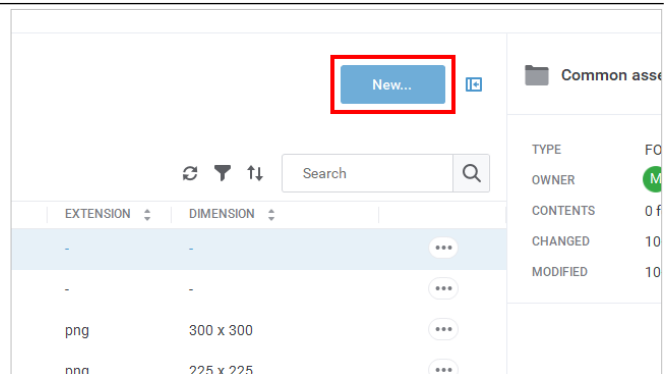 New...
Common asse
TYPE FO
OWNER M
CONTENTS 0 f
CHANGED 10
MODIFIED 10
Search
EXTENSION DIMENSION
- -
- -
png 300 x 300
png 225 x 225